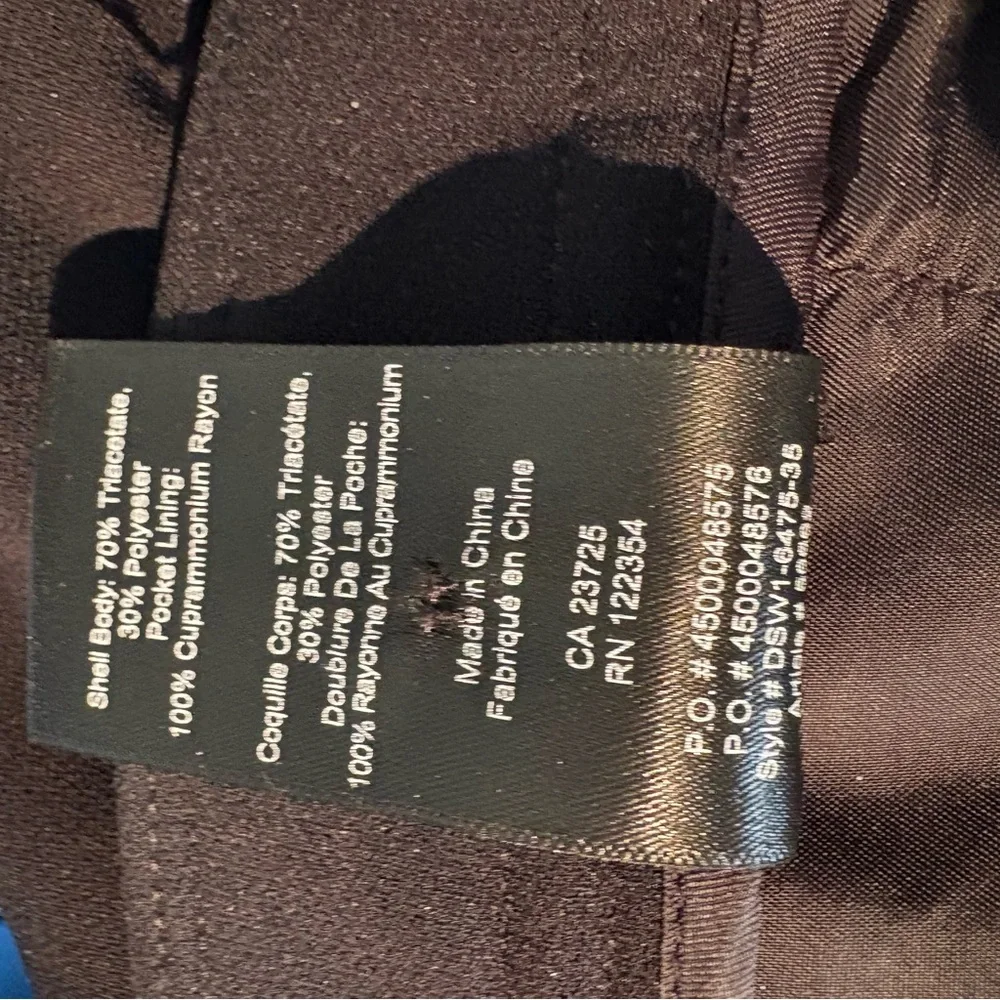 Shell Body: 70% Triacetate,
30% Polyester
Pocket Lining:
100% Cuprammonium Rayon
Coquille Corps: 70% Triacétate,
30% Polyester
Doublure De La Poche:
100% Rayonne Au Cuprammonium
Made in China
Fabriqué en Chine
CA 23725
RN 122354
P.O. # 4500048575
P.O. # 4500048576
Style # DSW1-6475-35